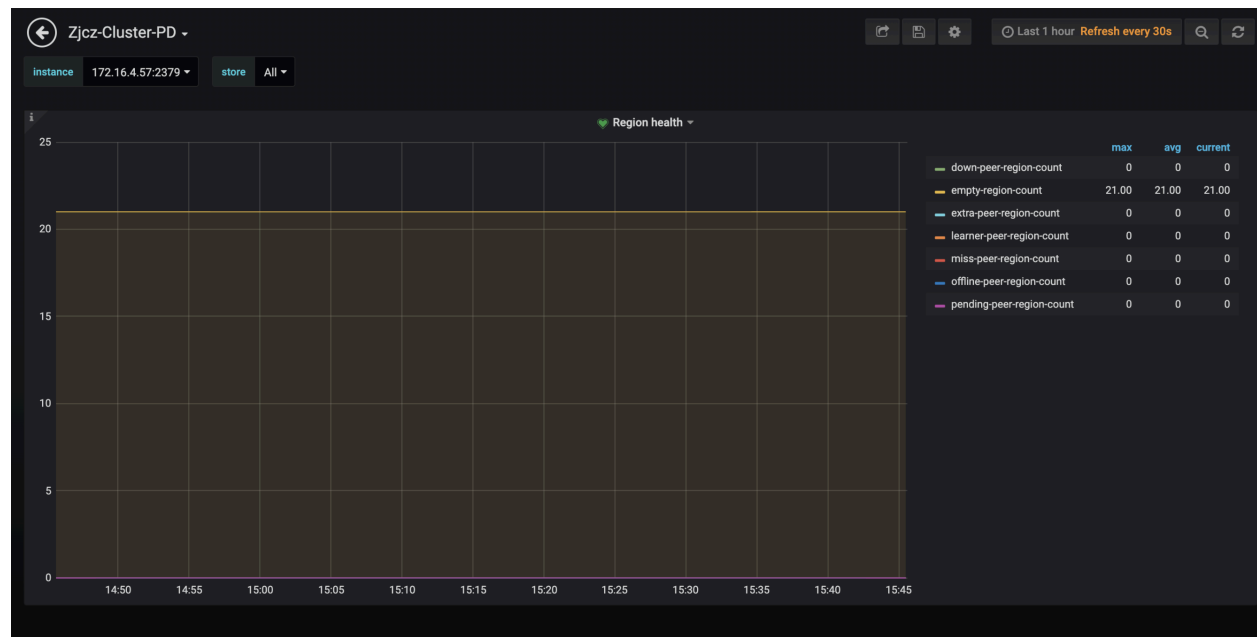 Zjcz-Cluster-PD
Last 1 hour Refresh every 30s
instance 172.16.4.57:2379 store All
i
Region health
max avg current
down-peer-region-count 0 0 0
empty-region-count 21.00 21.00 21.00
extra-peer-region-count 0 0 0
learner-peer-region-count 0 0 0
miss-peer-region-count 0 0 0
offline-peer-region-count 0 0 0
pending-peer-region-count 0 0 0
25
20
15
10
5
0
14:50 14:55 15:00 15:05 15:10 15:15 15:20 15:25 15:30 15:35 15:40 15:45